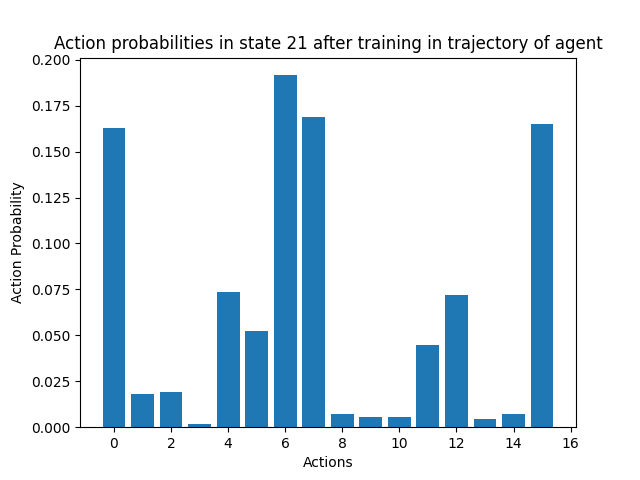 Action probabilities in state 21 after training in trajectory of agent
0.200
0.175
0.150
0.125
0.100
0.075
0.050
0.025
0.000
Action Probability
0 2 4 6 8 10 12 14 16
Actions